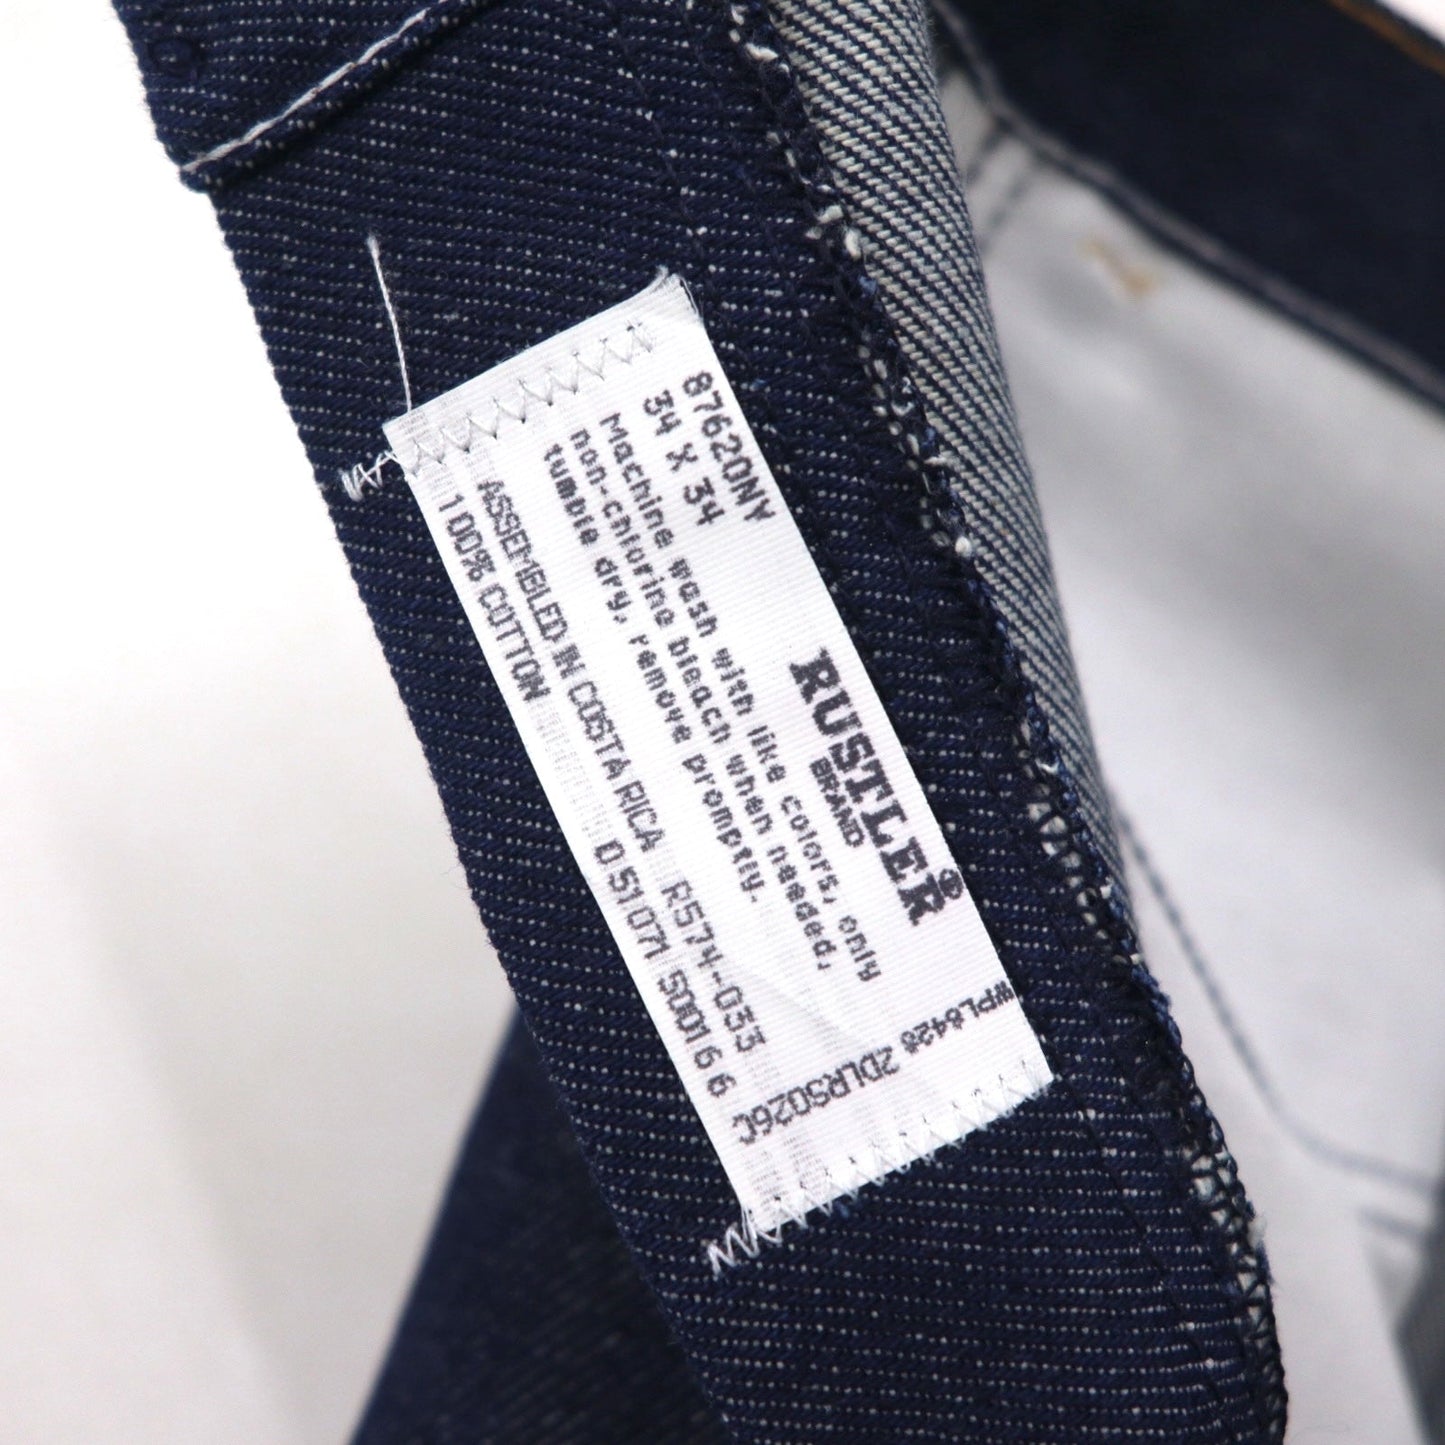 87620NY
34 X 34
Machine wash with like colors, only
non-chlorine bleach when needed,
tumble dry, remove promptly.
RUSTLER®
BRAND
ASSEMBLED IN COSTA RICA R574-033
100% COTTON 051071 S00166
WPL8428 2DLRS026C